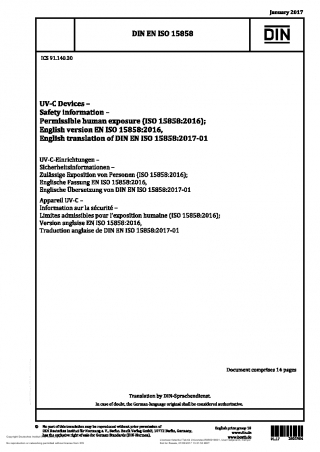 January 2017
DIN EN ISO 15858
DIN
ICS 91.140.30
UV-C Devices –
Safety information –
Permissible human exposure (ISO 15858:2016);
English version EN ISO 15858:2016,
English translation of DIN EN ISO 15858:2017-01
UV-C-Einrichtungen –
Sicherheitsinformationen –
Zulässige Exposition von Personen (ISO 15858:2016);
Englische Fassung EN ISO 15858:2016,
Englische Übersetzung von DIN EN ISO 15858:2017-01
Appareil UV-C –
Information sur la sécurité –
Limites admissibles pour l'exposition humaine (ISO 15858:2016);
Version anglaise EN ISO 15858:2016,
Traduction anglaise de DIN EN ISO 15858:2017-01
Document comprises 14 pages
Translation by DIN-Sprachendienst.
In case of doubt, the German-language original shall be considered authoritative.
© No part of this translation may be reproduced without prior permission of
DIN Deutsches Institut für Normung e. V., Berlin. Beuth Verlag GmbH, 10772 Berlin, Germany,
has the exclusive right of sale for German Standards (DIN-Normen).
English price group 10
www.din.de
www.beuth.de